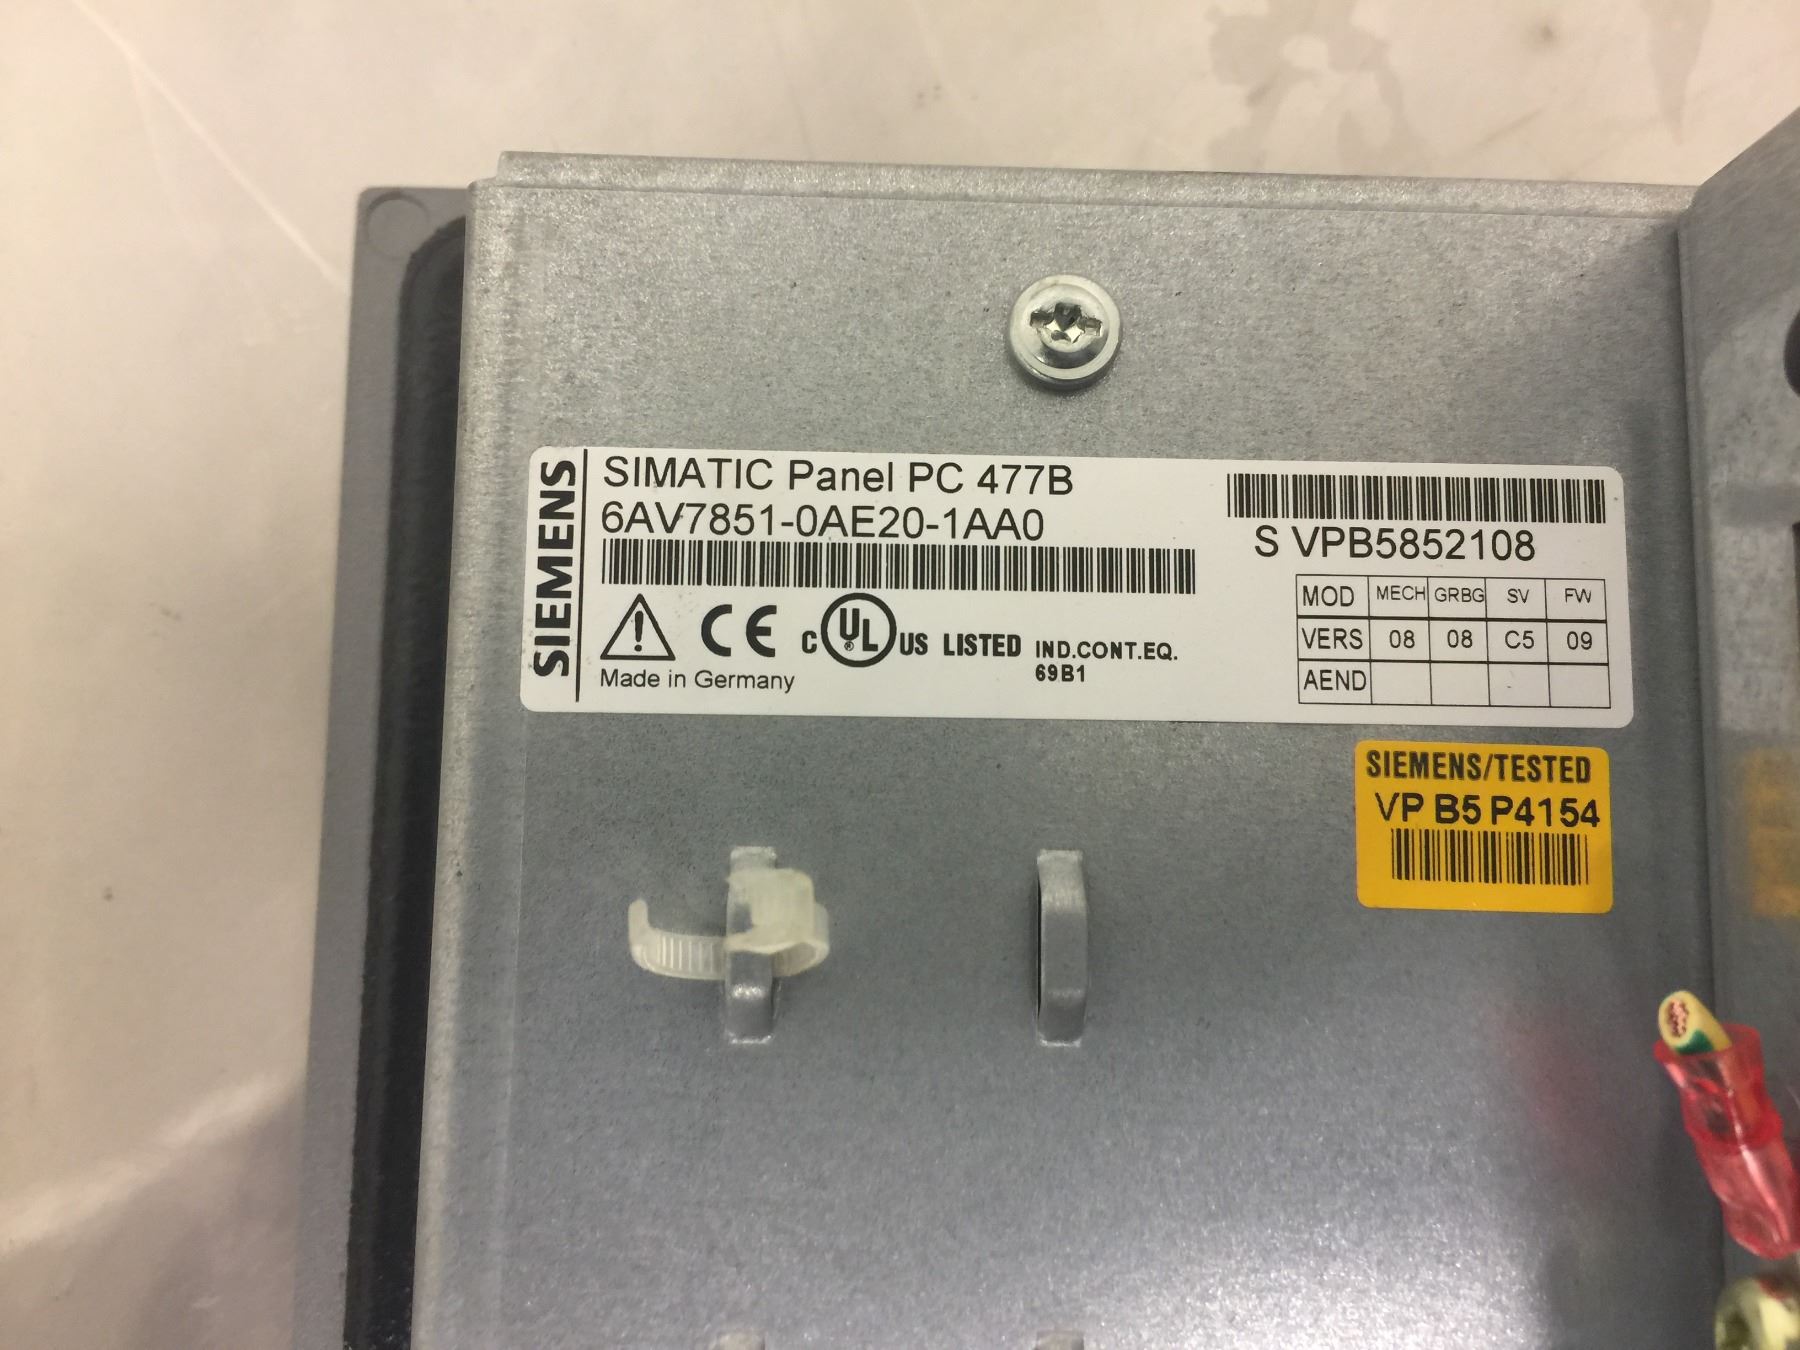 SIEMENS
SIMATIC Panel PC 477B
6AV7851-0AE20-1AA0
S VPB5852108
CE C UL ® US LISTED IND.CONT.EQ.
69B1
Made in Germany
MOD MECH GRBG SV FW
VERS 08 08 C5 09
AEND
SIEMENS/TESTED
VP B5 P4154